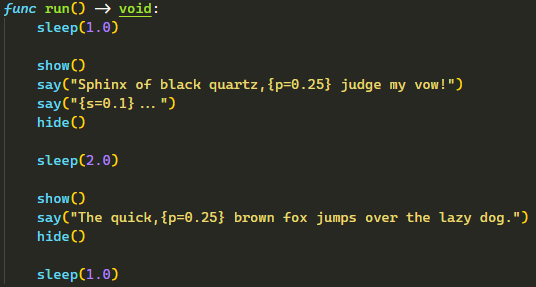 func run() -> void:
    sleep(1.0)

    show()
    say("Sphinx of black quartz,{p=0.25} judge my vow!")
    say("{s=0.1}...")
    hide()

    sleep(2.0)

    show()
    say("The quick,{p=0.25} brown fox jumps over the lazy dog.")
    hide()

    sleep(1.0)